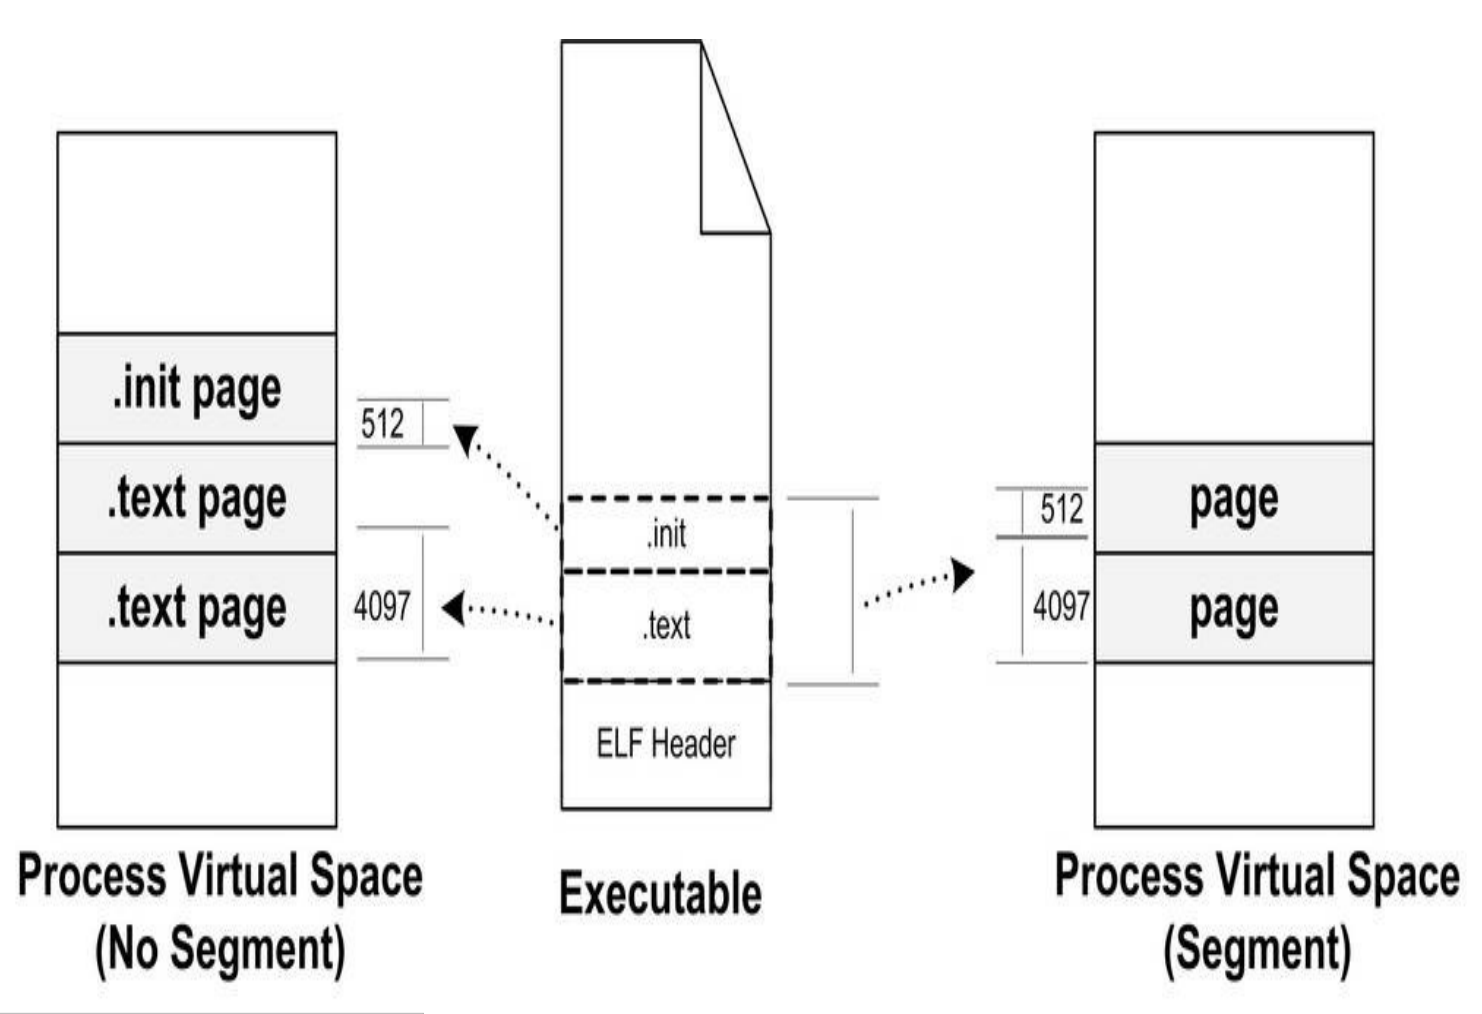 .init page
.text page
.text page
512
4097
Process Virtual Space
(No Segment)
.init
.text
ELF Header
Executable
512
4097
page
page
Process Virtual Space
(Segment)